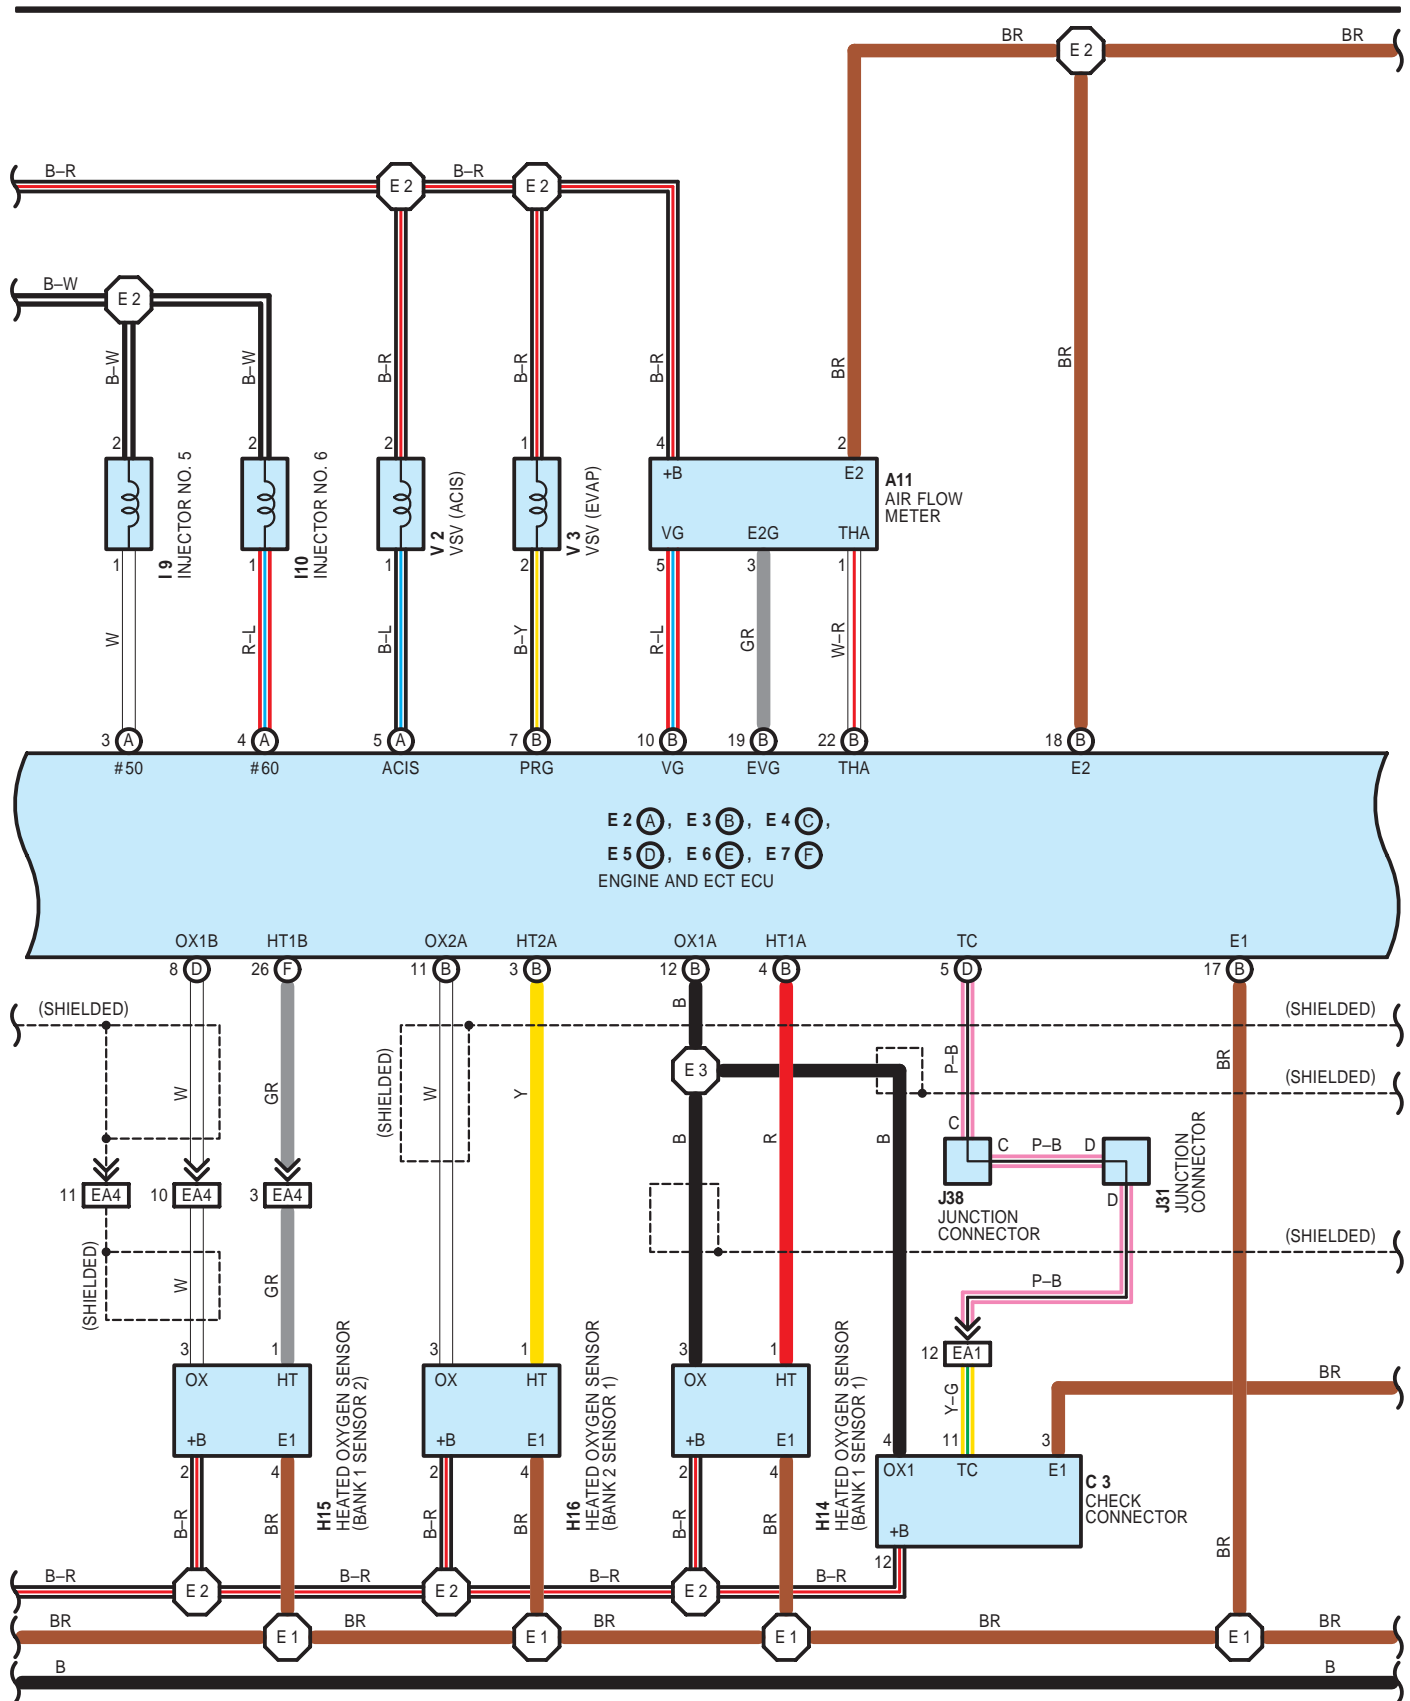 BR
E 2
BR
B–R
E 2
B–R
E 2
B–W
E 2
B–W
B–W
B–R
B–R
B–R
BR
BR
2
2
2
1
4
2
I 9
INJECTOR NO. 5
I10
INJECTOR NO. 6
V 2
VSV (ACIS)
V 3
VSV (EVAP)
+B
E2
VG
E2G
THA
A11
AIR FLOW
METER
1
1
1
2
5
3
1
W
R–L
B–L
B–Y
R–L
GR
W–R
3 A
4 A
5 A
7 B
10 B
19 B
22 B
18 B
#50
#60
ACIS
PRG
VG
EVG
THA
E2
E 2 A , E 3 B , E 4 C ,
E 5 D , E 6 E , E 7 F
ENGINE AND ECT ECU
OX1B
HT1B
OX2A
HT2A
OX1A
HT1A
TC
E1
8 D
26 F
11 B
3 B
12 B
4 B
5 D
17 B
(SHIELDED)
B
(SHIELDED)
P–B
BR
E 3
(SHIELDED)
W
GR
(SHIELDED)
W
Y
B
R
B
C
C
P–B
D
D
J38
JUNCTION
CONNECTOR
J31
JUNCTION
CONNECTOR
11 EA4
10 EA4
3 EA4
(SHIELDED)
(SHIELDED)
W
GR
P–B
12 EA1
3
1
3
1
3
1
BR
Y–G
OX
HT
+B
E1
H15
HEATED OXYGEN SENSOR
(BANK 1 SENSOR 2)
OX
HT
+B
E1
H16
HEATED OXYGEN SENSOR
(BANK 2 SENSOR 1)
OX
HT
+B
E1
H14
HEATED OXYGEN SENSOR
(BANK 1 SENSOR 1)
4
11
3
OX1
TC
E1
+B
C 3
CHECK
CONNECTOR
2
4
2
4
2
4
12
B–R
BR
B–R
BR
B–R
BR
BR
B–R
E 2
B–R
E 2
B–R
E 2
B–R
BR
E 1
BR
E 1
BR
E 1
BR
E 1
BR
B
B